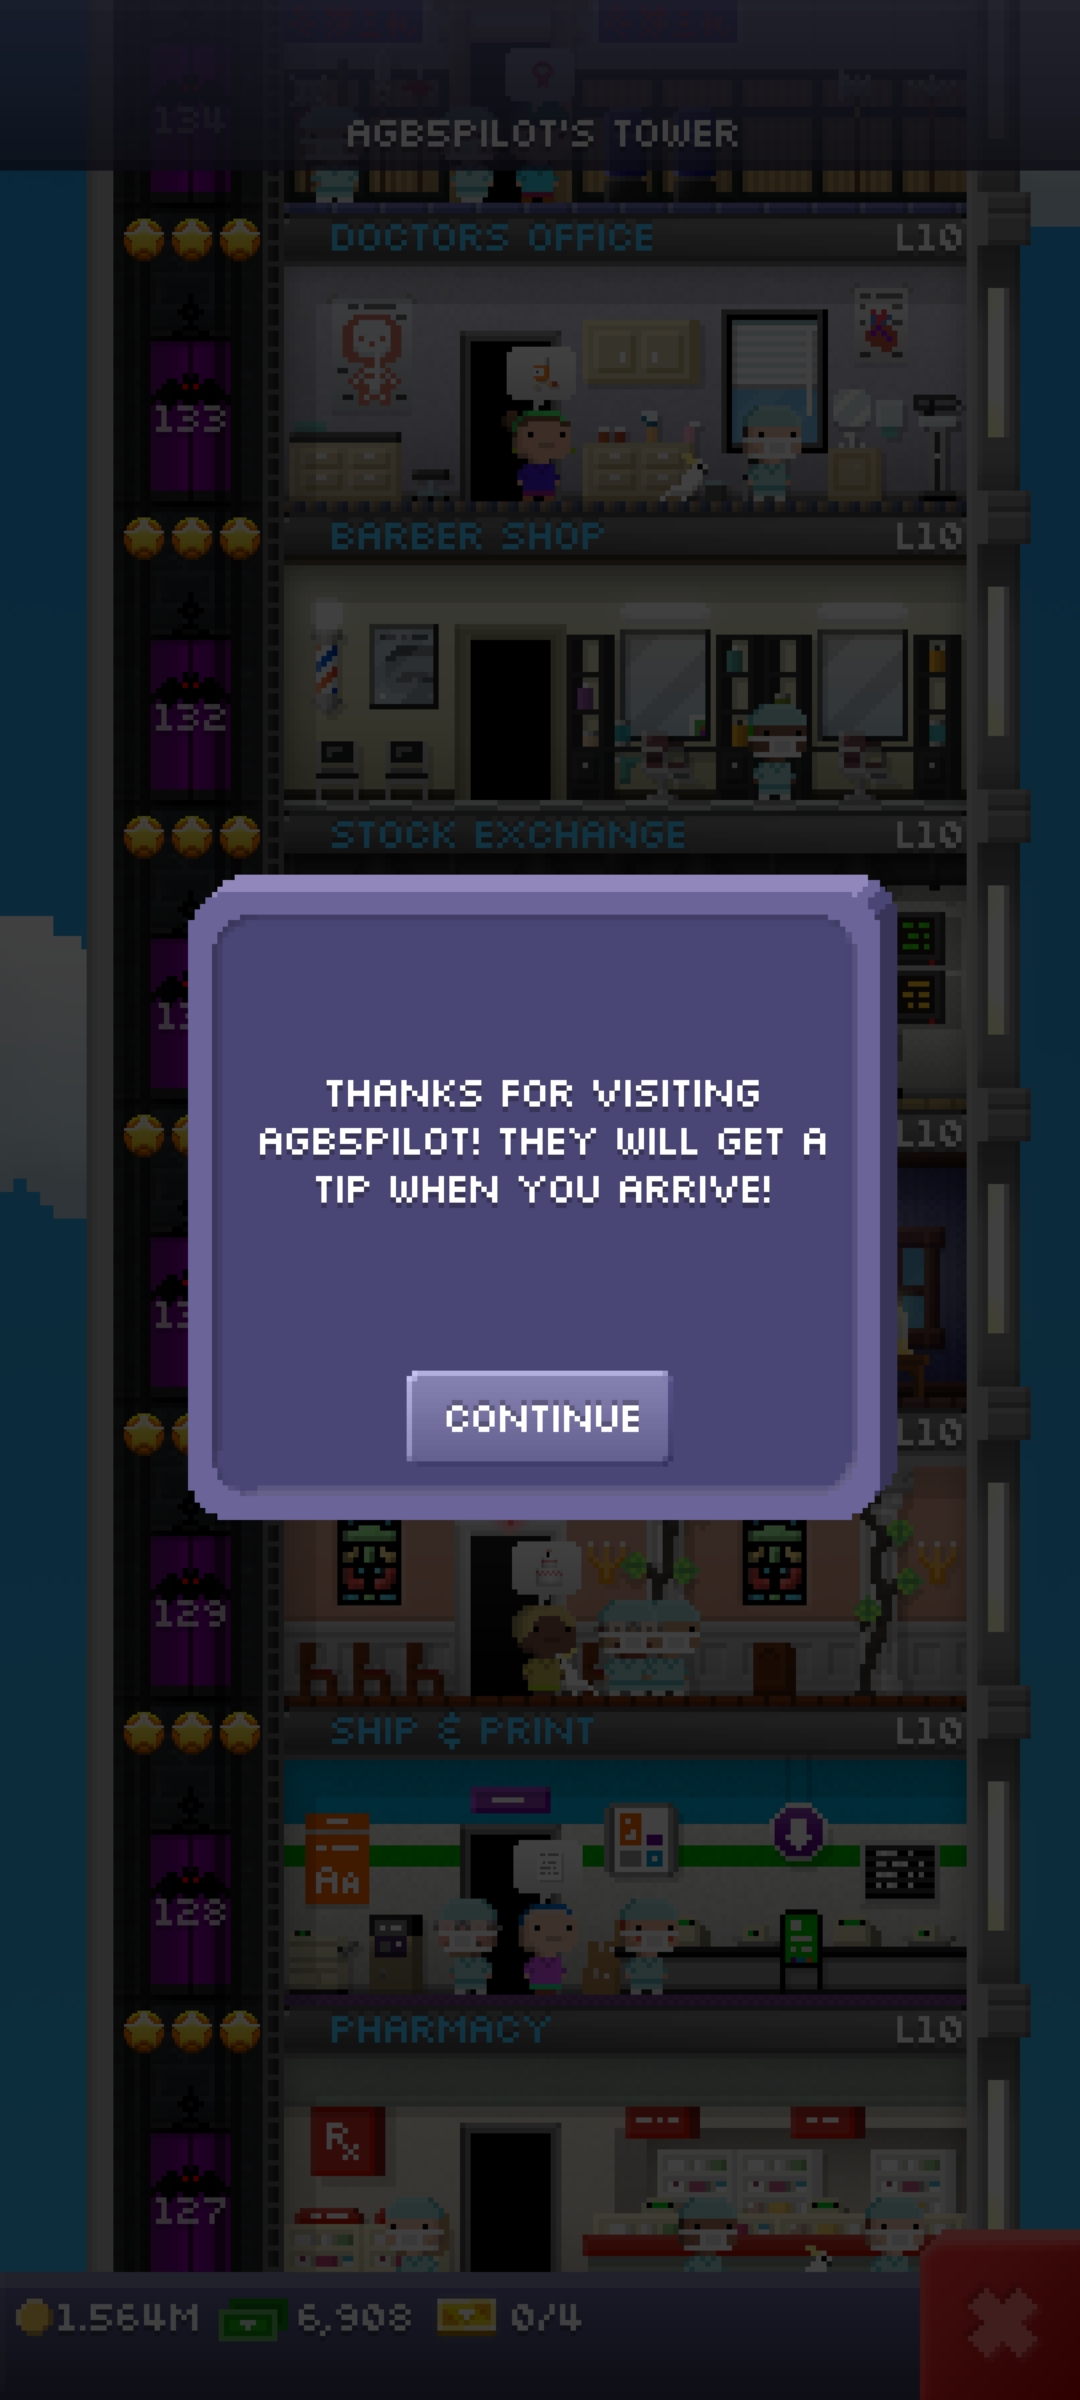 134
AGB5PILOT'S TOWER
DOCTORS OFFICE L10
133
BARBER SHOP L10
132
STOCK EXCHANGE L10
L10
L10
THANKS FOR VISITING
AGB5PILOT! THEY WILL GET A
TIP WHEN YOU ARRIVE!
CONTINUE
129
SHIP & PRINT L10
AA
128
PHARMACY L10
Rx
127
1.564M 6,908 0/4